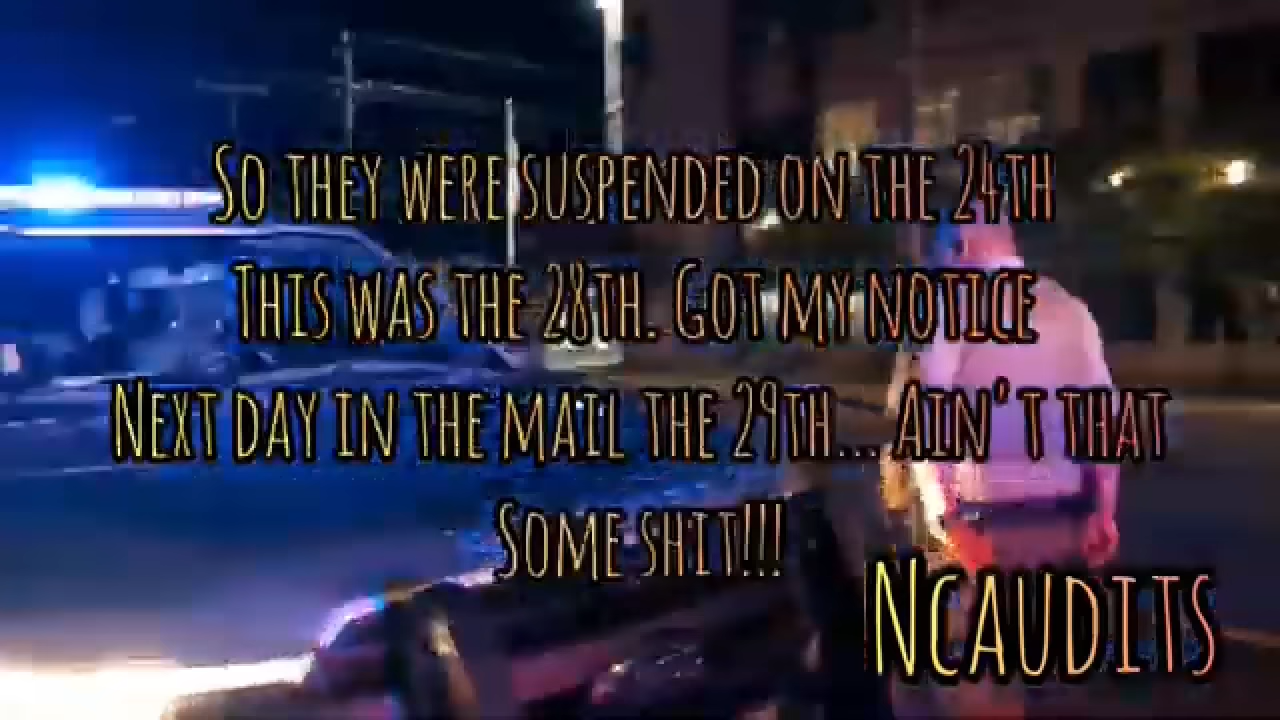 So they were suspended on the 24th
This was the 28th. Got my notice
Next day in the mail the 29th... Ain't that
Some shit!!!
Ncaudits